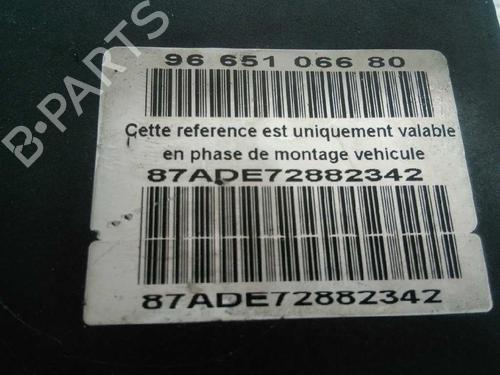 B-PARTS
96 651 066 80
Cette reference est uniquement valable
en phase de montage vehicule
87ADE72882342
87ADE72882342